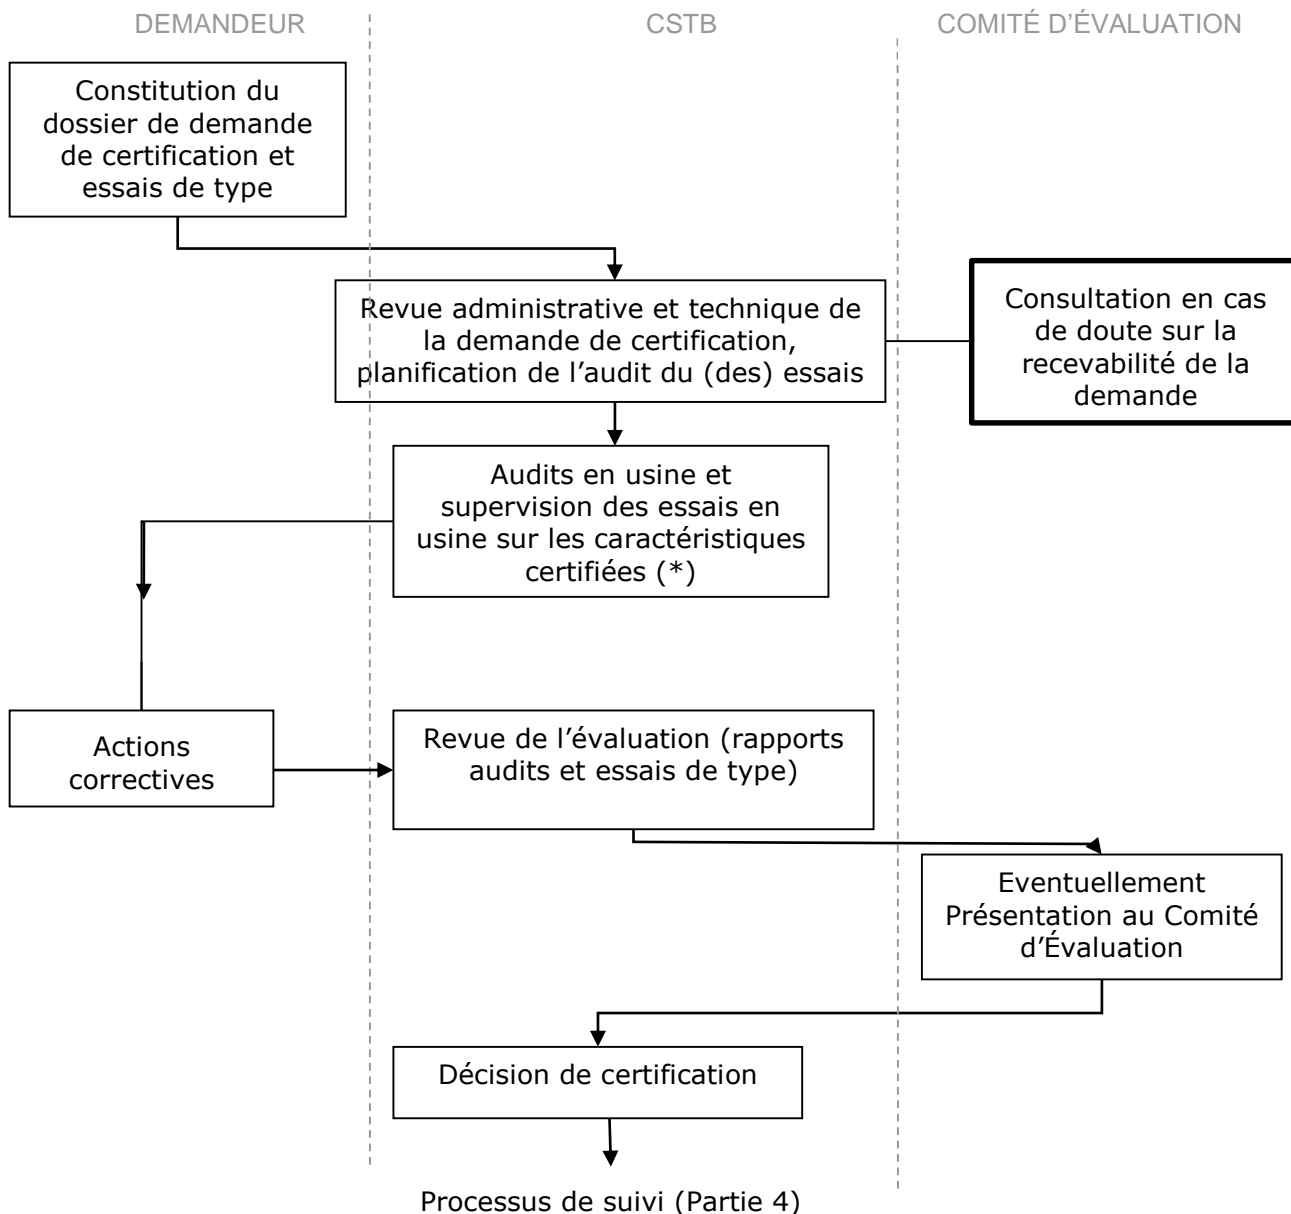 DEMANDEUR
CSTB
COMITÉ D’ÉVALUATION
Constitution du
dossier de demande
de certification et
essais de type
Revue administrative et technique de
la demande de certification,
planification de l’audit du (des) essais
Consultation en cas
de doute sur la
recevabilité de la
demande
Audits en usine et
supervision des essais en
usine sur les caractéristiques
certifiées (*)
Actions
correctives
Revue de l’évaluation (rapports
audits et essais de type)
Eventuellement
Présentation au Comité
d’Évaluation
Décision de certification
Processus de suivi (Partie 4)